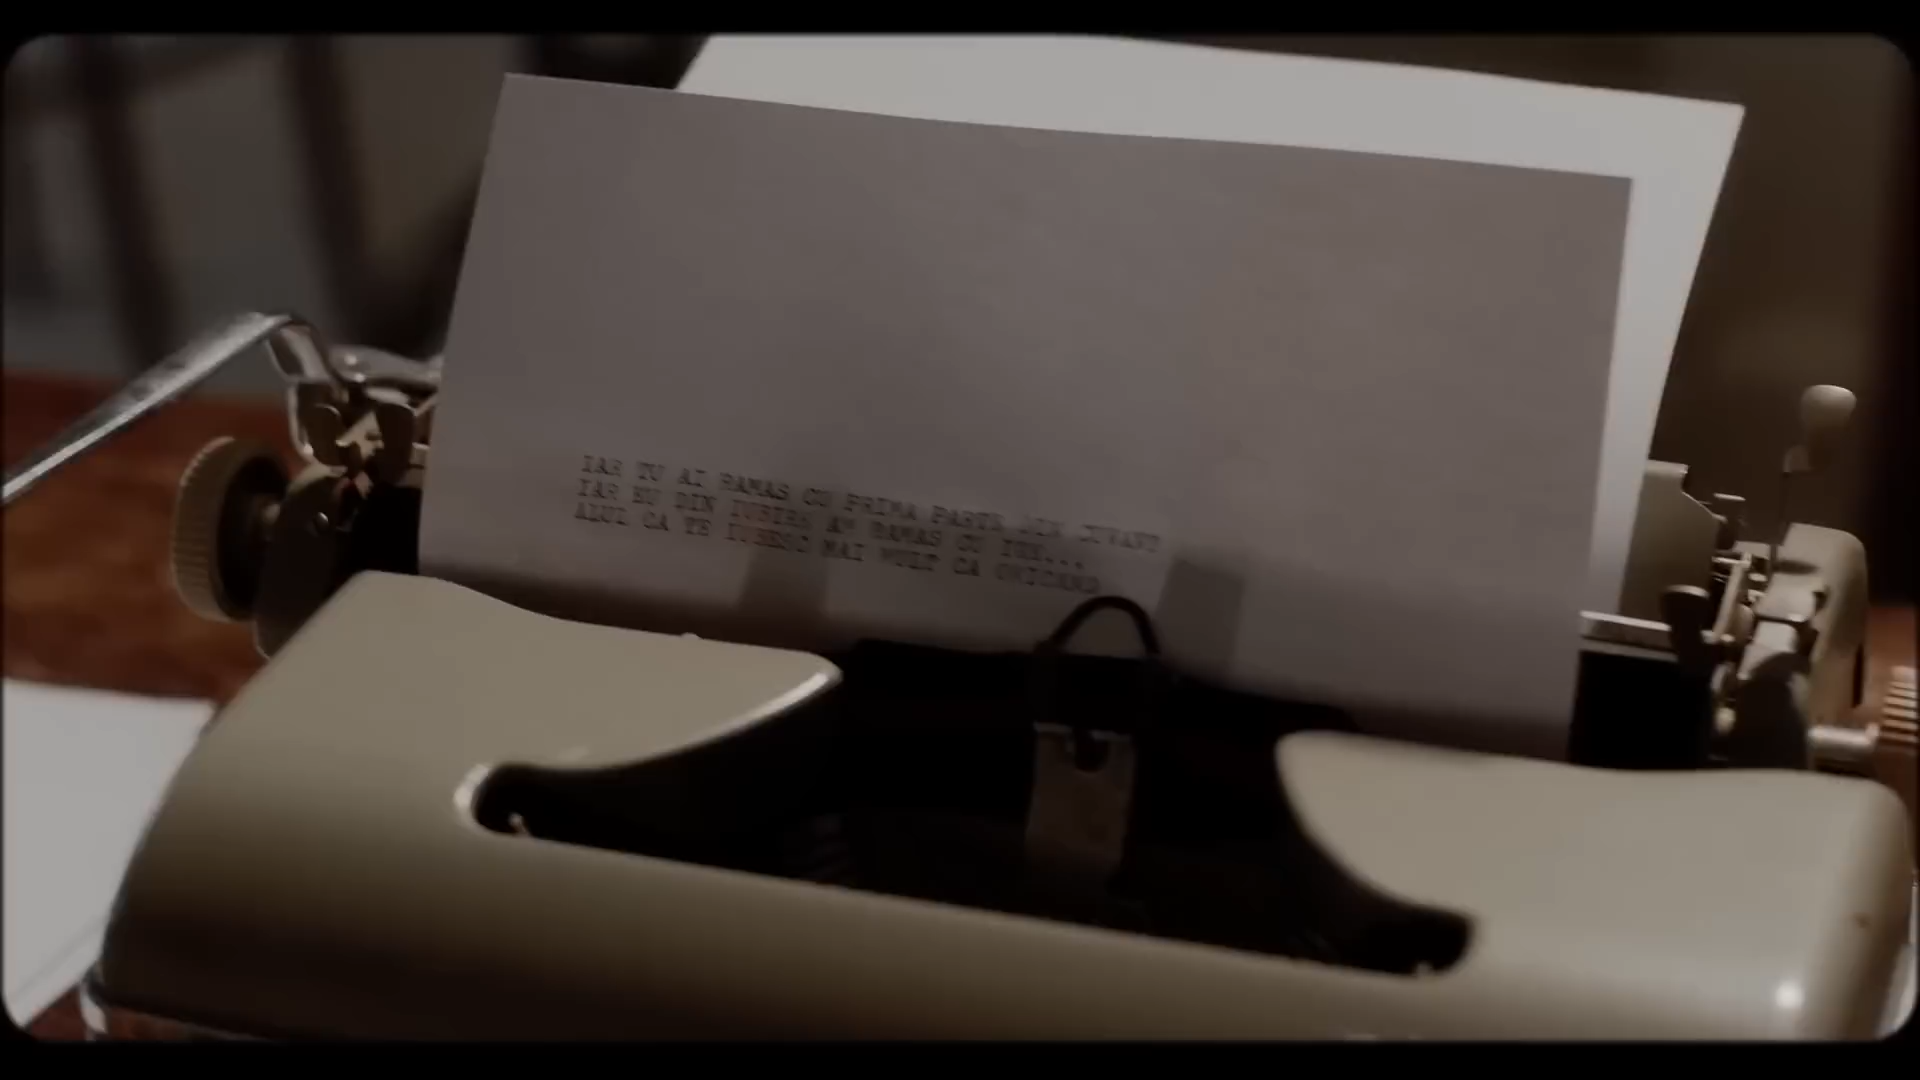 IAR TU AI RAMAS CU PRIMA PARTE DIN CUVANT
IAR EU DIN IUBIRE AM RAMAS CU
ALUI CA TE IUBESC MAI MULT CA ORICAND